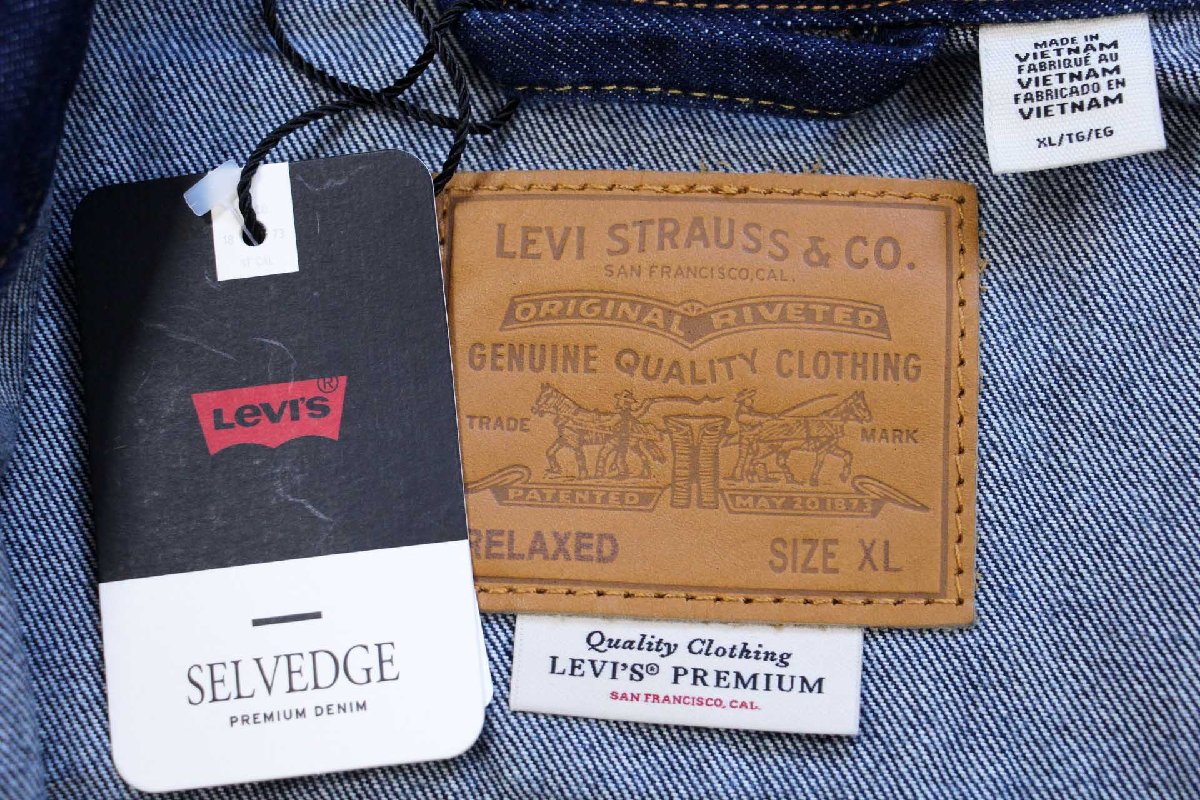 MADE IN
VIETNAM
FABRIQUÉ AU
VIETNAM
FABRICADO EN
VIETNAM
XL/TG/EG
18 73
LEVI'S®
SELVEDGE
PREMIUM DENIM
LEVI STRAUSS & CO.
SAN FRANCISCO, CAL.
ORIGINAL RIVETED
GENUINE QUALITY CLOTHING
TRADE MARK
PATENTED MAY 20 1873
RELAXED SIZE XL
Quality Clothing
LEVI'S® PREMIUM
SAN FRANCISCO, CAL.